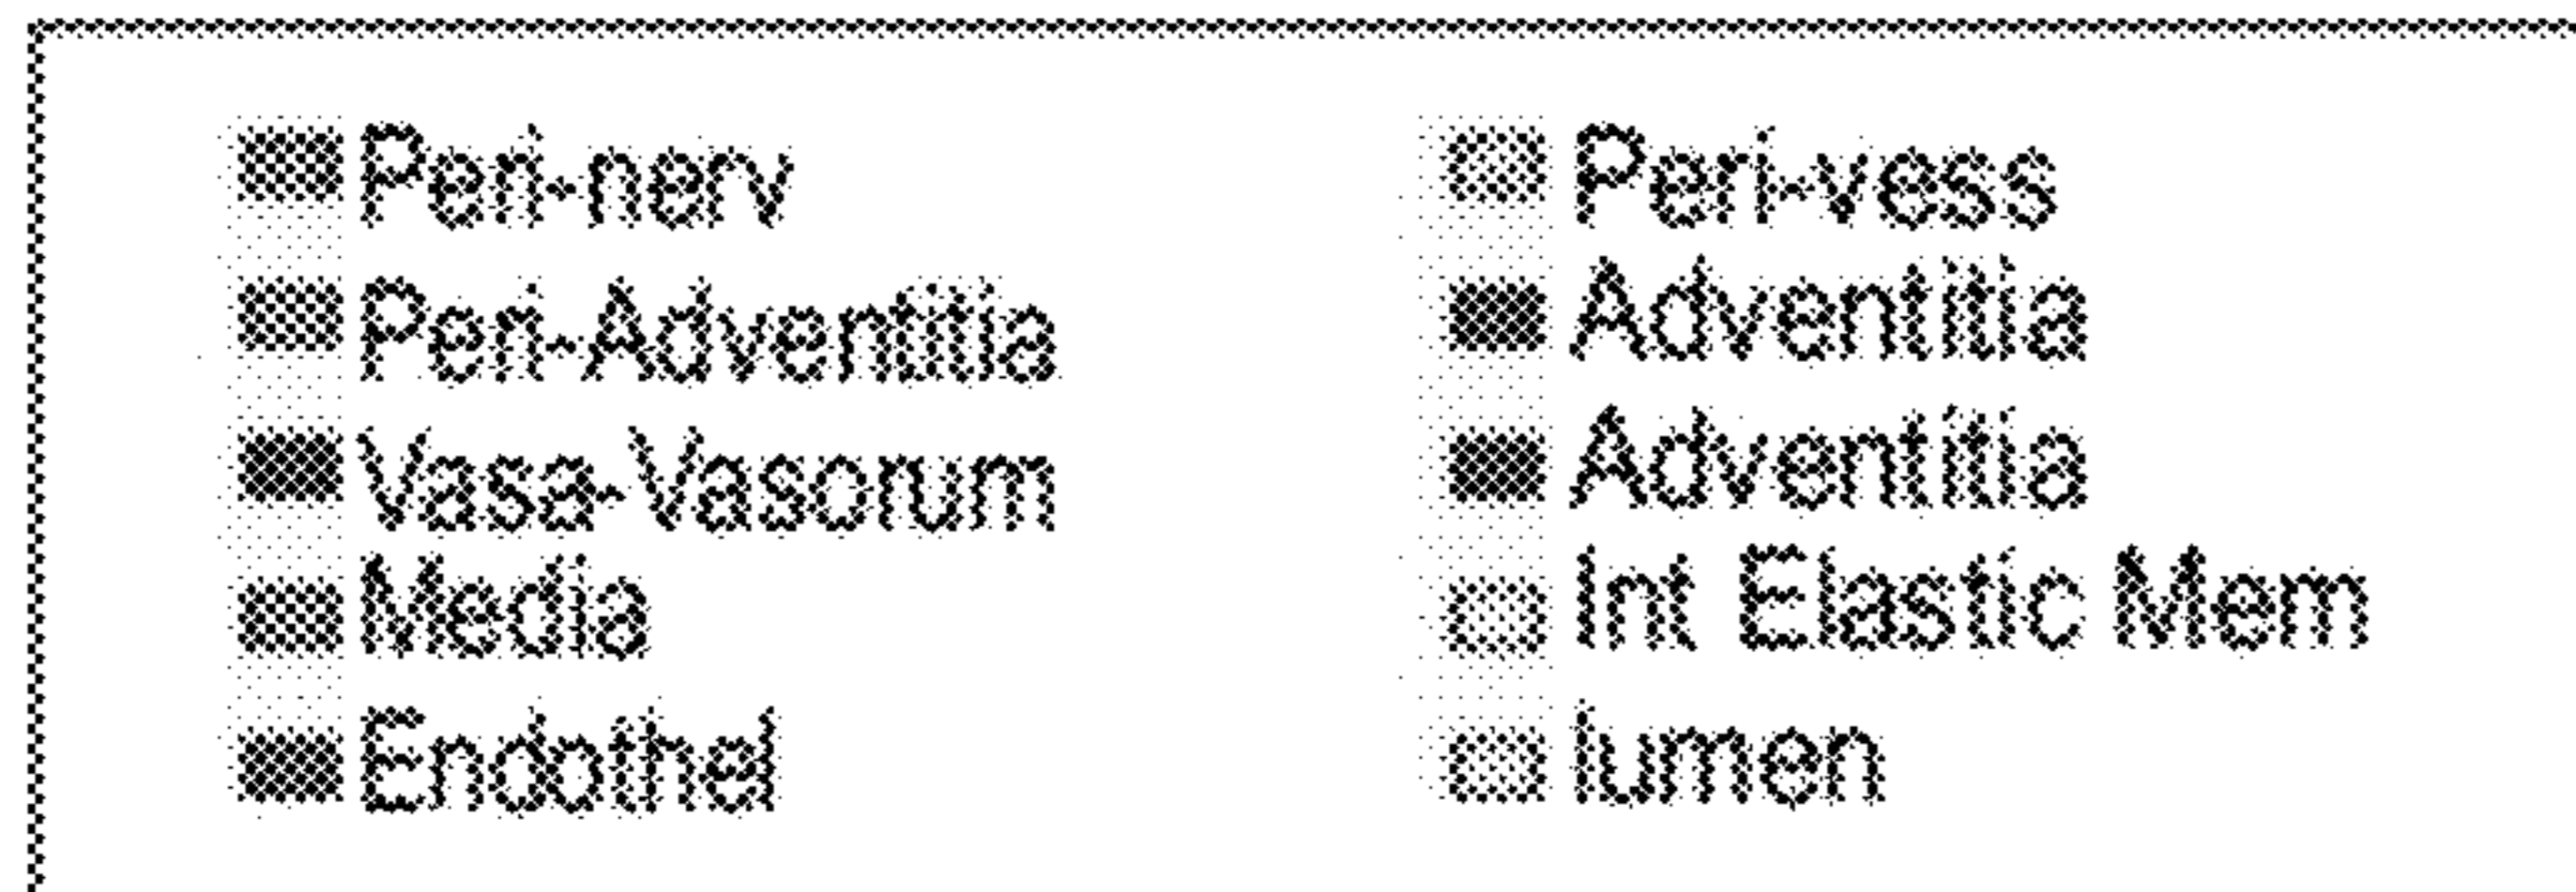 Peri-nerv
Peri-vess
Peri-Adventitia
Adventitia
Vasa-Vasorum
Adventitia
Media
Int Elastic Mem
Endothel
lumen